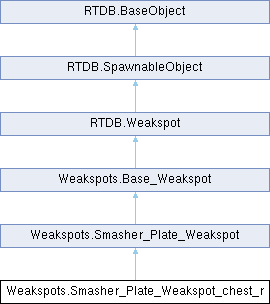 RTDB.BaseObject
RTDB.SpawnableObject
RTDB.Weakspot
Weakspots.Base_Weakspot
Weakspots.Smasher_Plate_Weakspot
Weakspots.Smasher_Plate_Weakspot_chest_r